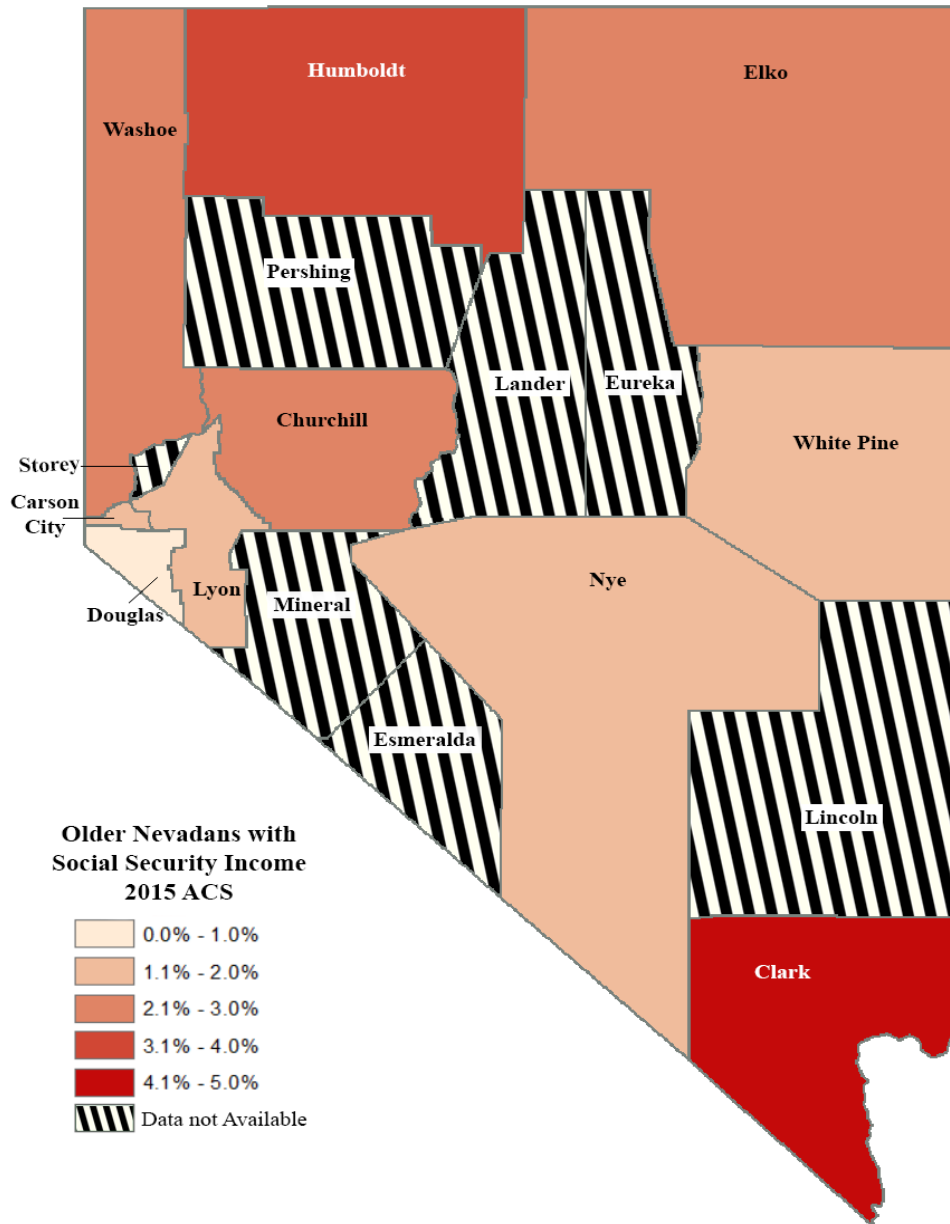 Humboldt
Elko
Washoe
Pershing
Lander
Eureka
Churchill
White Pine
Storey
Carson
City
Nye
Lyon
Mineral
Douglas
Esmeralda
Lincoln
Older Nevadans with
Social Security Income
2015 ACS
0.0% - 1.0%
1.1% - 2.0%
2.1% - 3.0%
3.1% - 4.0%
4.1% - 5.0%
Data not Available
Clark